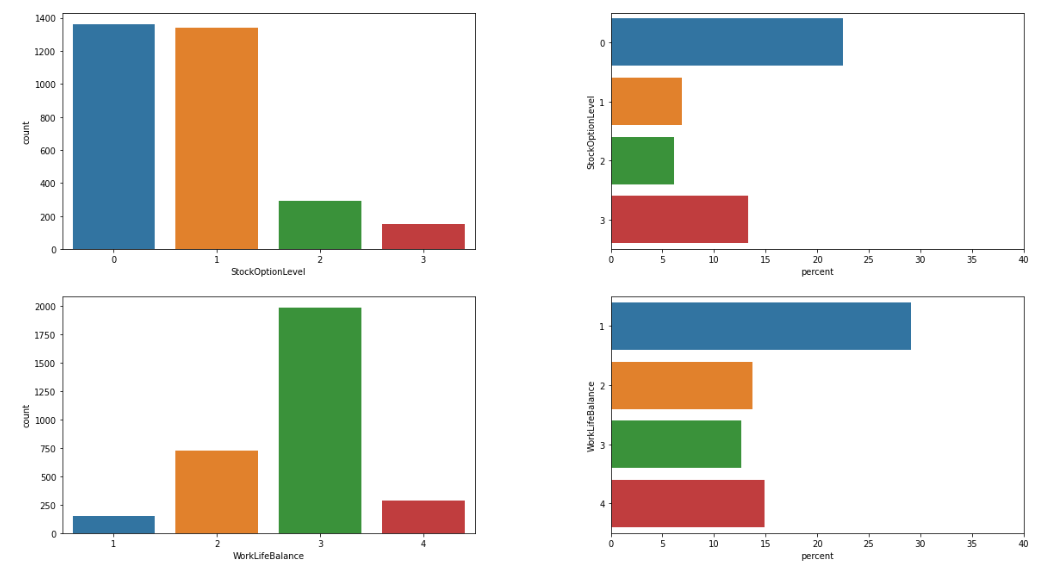 1400
1200
1000
800
600
400
200
0
count
0 1 2 3
StockOptionLevel
0
1
2
3
StockOptionLevel
0 5 10 15 20 25 30 35 40
percent
2000
1750
1500
1250
1000
750
500
250
0
count
1 2 3 4
WorkLifeBalance
1
2
3
4
WorkLifeBalance
0 5 10 15 20 25 30 35 40
percent